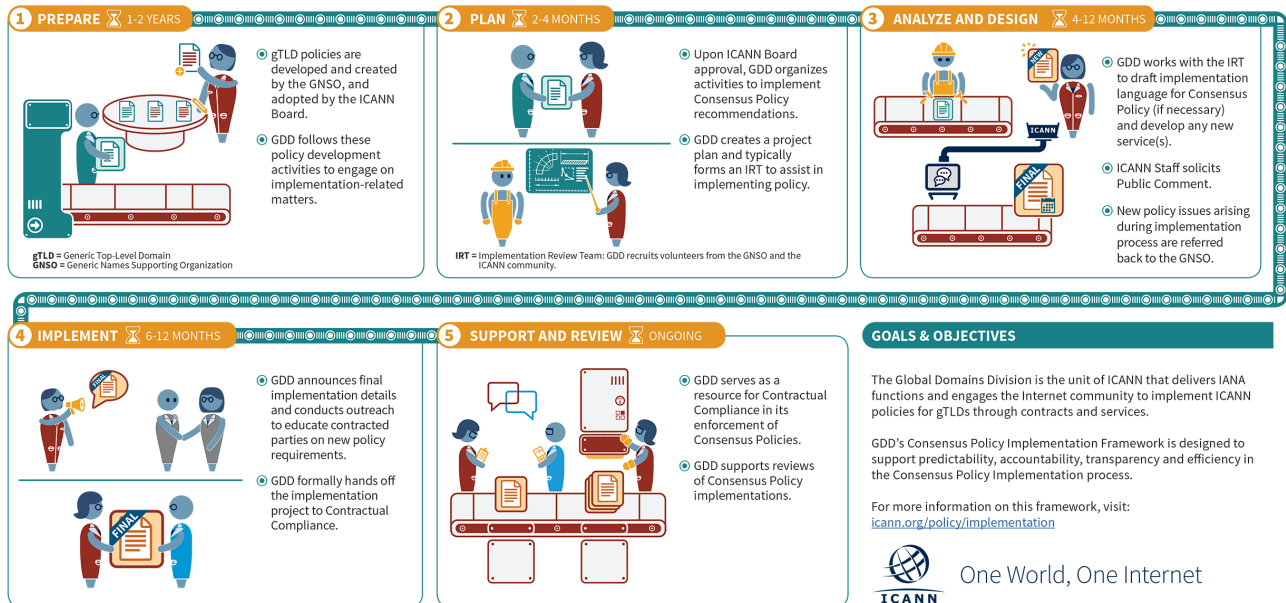 1 PREPARE 1-2 YEARS
gTLD policies are
developed and created
by the GNSO, and
adopted by the ICANN
Board.
GDD follows these
policy development
activities to engage on
implementation-related
matters.
gTLD = Generic Top-Level Domain
GNSO = Generic Names Supporting Organization
2 PLAN 2-4 MONTHS
Upon ICANN Board
approval, GDD organizes
activities to implement
Consensus Policy
recommendations.
GDD creates a project
plan and typically
forms an IRT to assist in
implementing policy.
IRT = Implementation Review Team: GDD recruits volunteers from the GNSO and the
ICANN community.
3 ANALYZE AND DESIGN 4-12 MONTHS
NEW
ICANN
FINAL
GDD works with the IRT
to draft implementation
language for Consensus
Policy (if necessary)
and develop any new
service(s).
ICANN Staff solicits
Public Comment.
New policy issues arising
during implementation
process are referred
back to the GNSO.
4 IMPLEMENT 6-12 MONTHS
FINAL
FINAL
GDD announces final
implementation details
and conducts outreach
to educate contracted
parties on new policy
requirements.
GDD formally hands off
the implementation
project to Contractual
Compliance.
5 SUPPORT AND REVIEW ONGOING
GDD serves as a
resource for Contractual
Compliance in its
enforcement of
Consensus Policies.
GDD supports reviews
of Consensus Policy
implementations.
GOALS & OBJECTIVES
The Global Domains Division is the unit of ICANN that delivers IANA
functions and engages the Internet community to implement ICANN
policies for gTLDs through contracts and services.
GDD's Consensus Policy Implementation Framework is designed to
support predictability, accountability, transparency and efficiency in
the Consensus Policy Implementation process.
For more information on this framework, visit:
icann.org/policy/implementation
ICANN
One World, One Internet